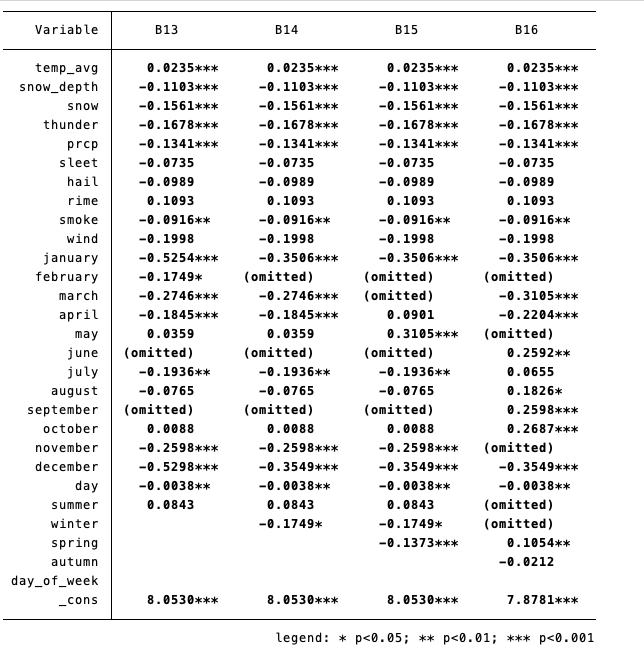 Variable B13 B14 B15 B16
temp_avg 0.0235*** 0.0235*** 0.0235*** 0.0235***
snow_depth -0.1103*** -0.1103*** -0.1103*** -0.1103***
snow -0.1561*** -0.1561*** -0.1561*** -0.1561***
thunder -0.1678*** -0.1678*** -0.1678*** -0.1678***
prcp -0.1341*** -0.1341*** -0.1341*** -0.1341***
sleet -0.0735 -0.0735 -0.0735 -0.0735
hail -0.0989 -0.0989 -0.0989 -0.0989
rime 0.1093 0.1093 0.1093 0.1093
smoke -0.0916** -0.0916** -0.0916** -0.0916**
wind -0.1998 -0.1998 -0.1998 -0.1998
january -0.5254*** -0.3506*** -0.3506*** -0.3506***
february -0.1749* (omitted) (omitted) (omitted)
march -0.2746*** -0.2746*** (omitted) -0.3105***
april -0.1845*** -0.1845*** 0.0901 -0.2204***
may 0.0359 0.0359 0.3105*** (omitted)
june (omitted) (omitted) (omitted) 0.2592**
july -0.1936** -0.1936** -0.1936** 0.0655
august -0.0765 -0.0765 -0.0765 0.1826*
september (omitted) (omitted) (omitted) 0.2598***
october 0.0088 0.0088 0.0088 0.2687***
november -0.2598*** -0.2598*** -0.2598*** (omitted)
december -0.5298*** -0.3549*** -0.3549*** -0.3549***
day -0.0038** -0.0038** -0.0038** -0.0038**
summer 0.0843 0.0843 0.0843 (omitted)
winter -0.1749* -0.1749* (omitted)
spring -0.1373*** 0.1054**
autumn -0.0212
day_of_week
_cons 8.0530*** 8.0530*** 8.0530*** 7.8781***
legend: * p<0.05; ** p<0.01; *** p<0.001